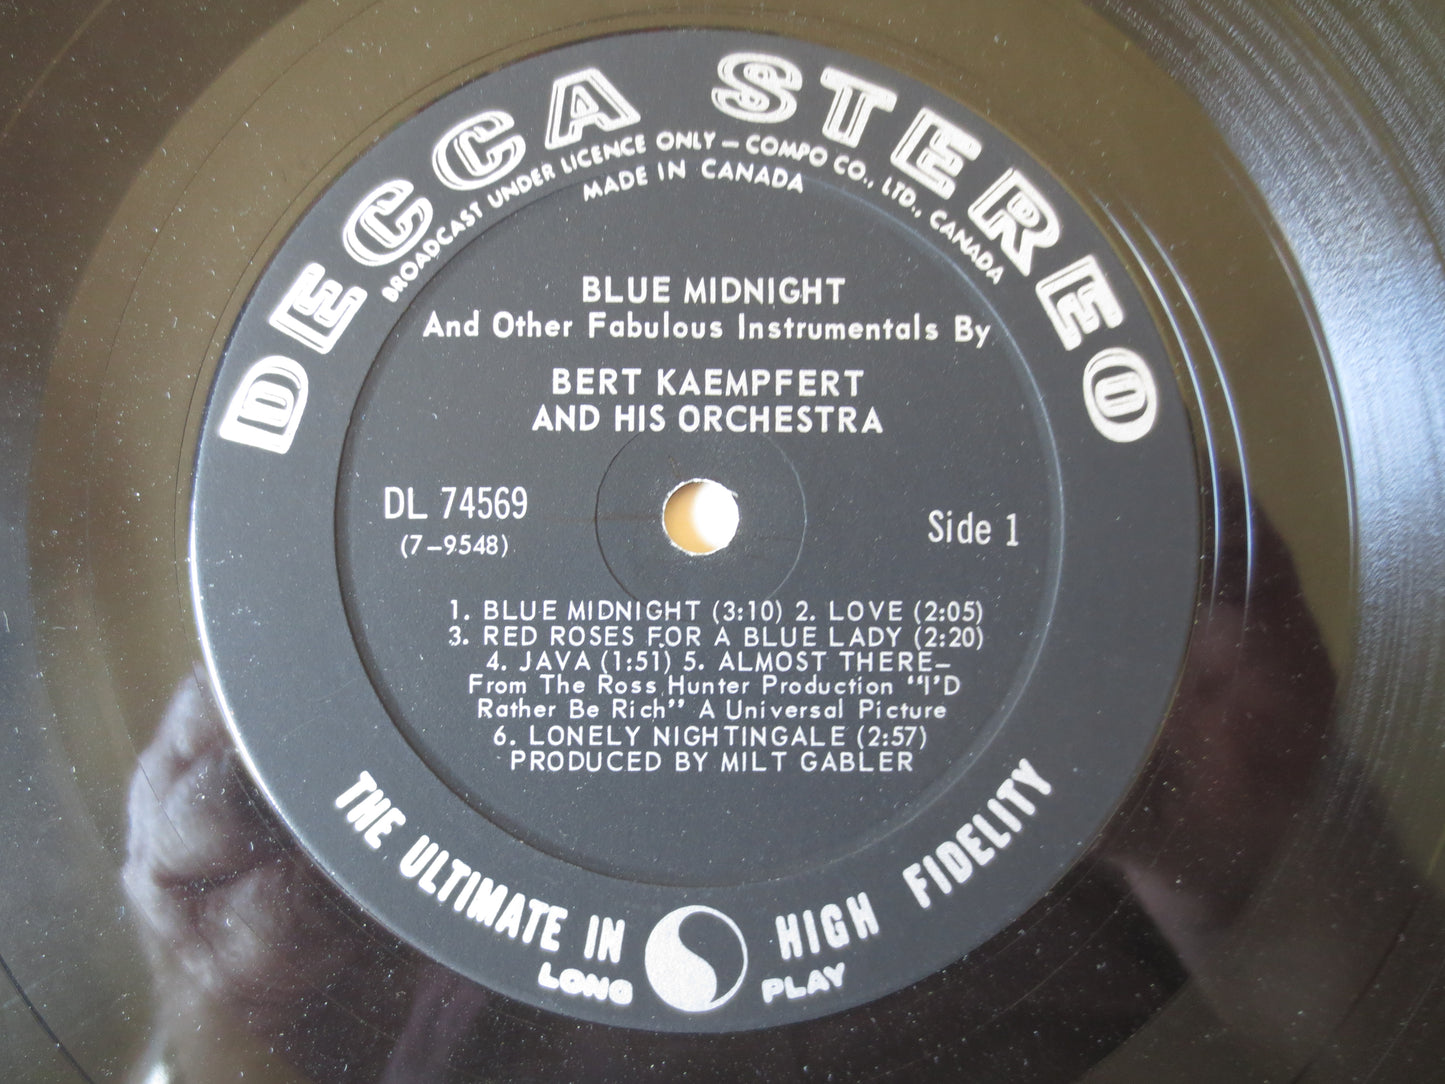 DECCA STEREO
BROADCAST UNDER LICENCE ONLY – COMPO CO., LTD., CANADA
MADE IN CANADA
BLUE MIDNIGHT
And Other Fabulous Instrumentals By
BERT KAEMPFERT
AND HIS ORCHESTRA
DL 74569
(7–9548)
Side 1
1. BLUE MIDNIGHT (3:10) 2. LOVE (2:05)
3. RED ROSES FOR A BLUE LADY (2:20)
4. JAVA (1:51) 5. ALMOST THERE–
From The Ross Hunter Production "I'D
Rather Be Rich" A Universal Picture
6. LONELY NIGHTINGALE (2:57)
PRODUCED BY MILT GABLER
THE ULTIMATE IN HIGH FIDELITY
LONG PLAY